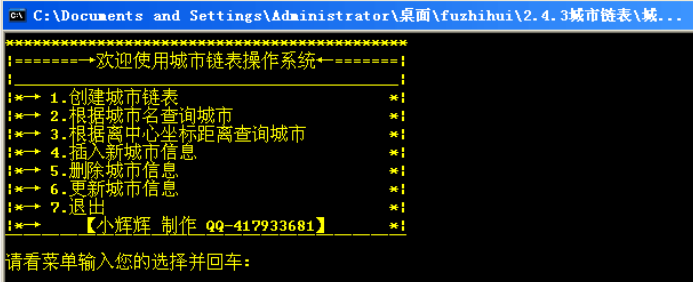 C:\Documents and Settings\Administrator\桌面\fuzhihui\2.4.3城市链表\城...
********************************************
|=======→欢迎使用城市链表操作系统←=======|
|*→ 1.创建城市链表 *|
|*→ 2.根据城市名查询城市 *|
|*→ 3.根据离中心坐标距离查询城市 *|
|*→ 4.插入新城市信息 *|
|*→ 5.删除城市信息 *|
|*→ 6.更新城市信息 *|
|*→ 7.退出 *|
|*→ 【小辉辉 制作 QQ-417933681】 *|
请看菜单输入您的选择并回车: